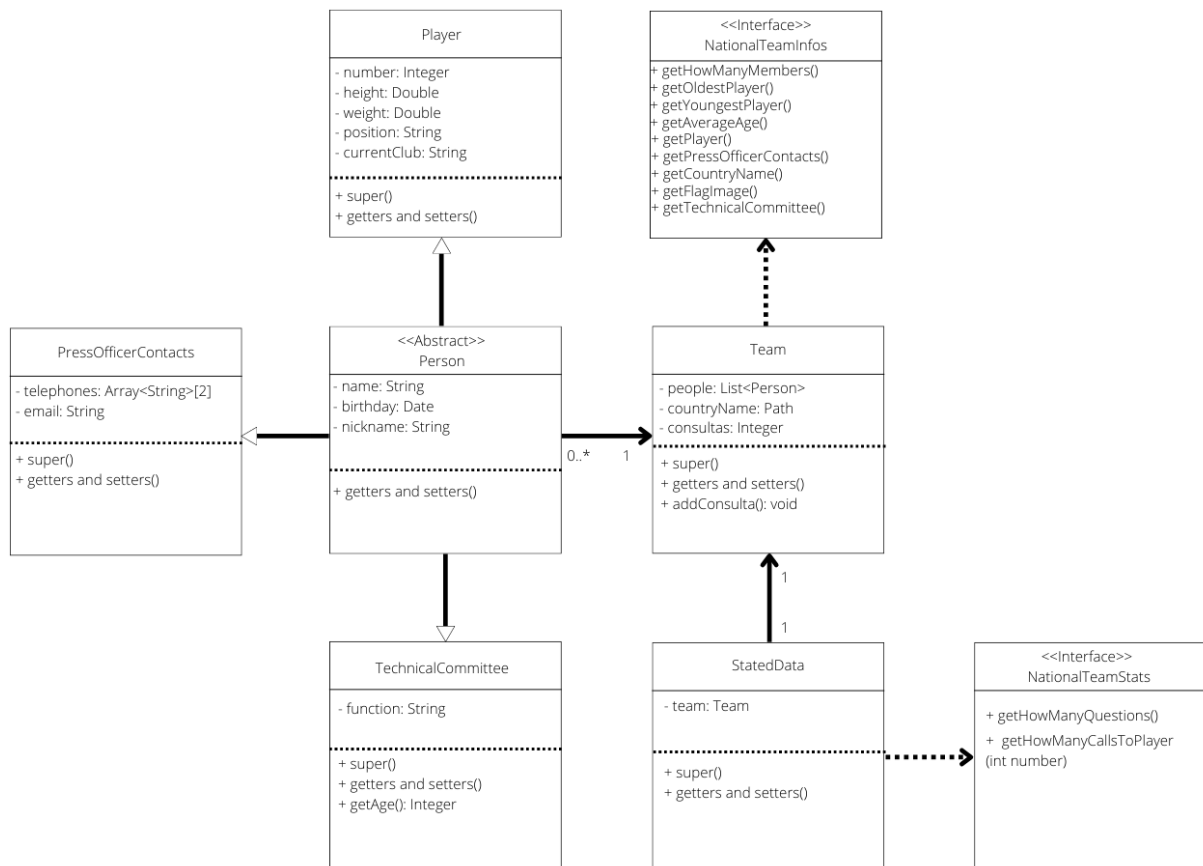 Player
- number: Integer
- height: Double
- weight: Double
- position: String
- currentClub: String
+ super()
+ getters and setters()
<<Interface>>
NationalTeamInfos
+ getHowManyMembers()
+ getOldestPlayer()
+ getYoungestPlayer()
+ getAverageAge()
+ getPlayer()
+ getPressOfficerContacts()
+ getCountryName()
+ getFlagImage()
+ getTechnicalCommittee()
PressOfficerContacts
- telephones: Array<String>[2]
- email: String
+ super()
+ getters and setters()
<<Abstract>>
Person
- name: String
- birthday: Date
- nickname: String
+ getters and setters()
0..*
1
Team
- people: List<Person>
- countryName: Path
- consultas: Integer
+ super()
+ getters and setters()
+ addConsulta(): void
1
1
TechnicalCommittee
- function: String
+ super()
+ getters and setters()
+ getAge(): Integer
StatedData
- team: Team
+ super()
+ getters and setters()
<<Interface>>
NationalTeamStats
+ getHowManyQuestions()
+ getHowManyCallsToPlayer
(int number)